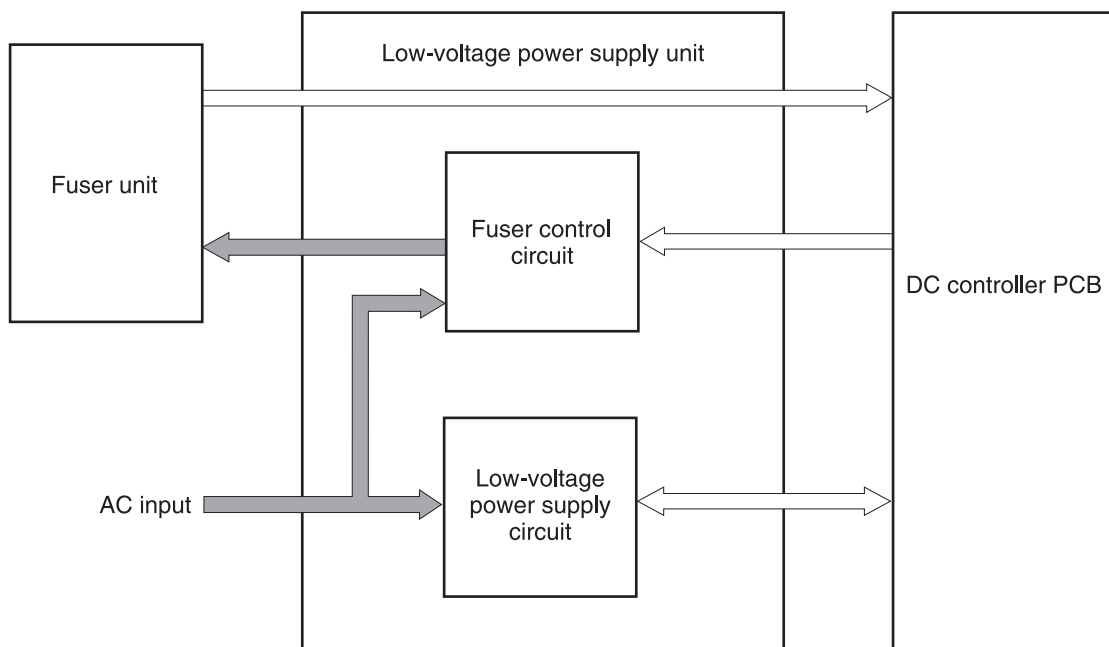 Low-voltage power supply unit
Fuser unit
Fuser control
circuit
DC controller PCB
Low-voltage
power supply
circuit
AC input